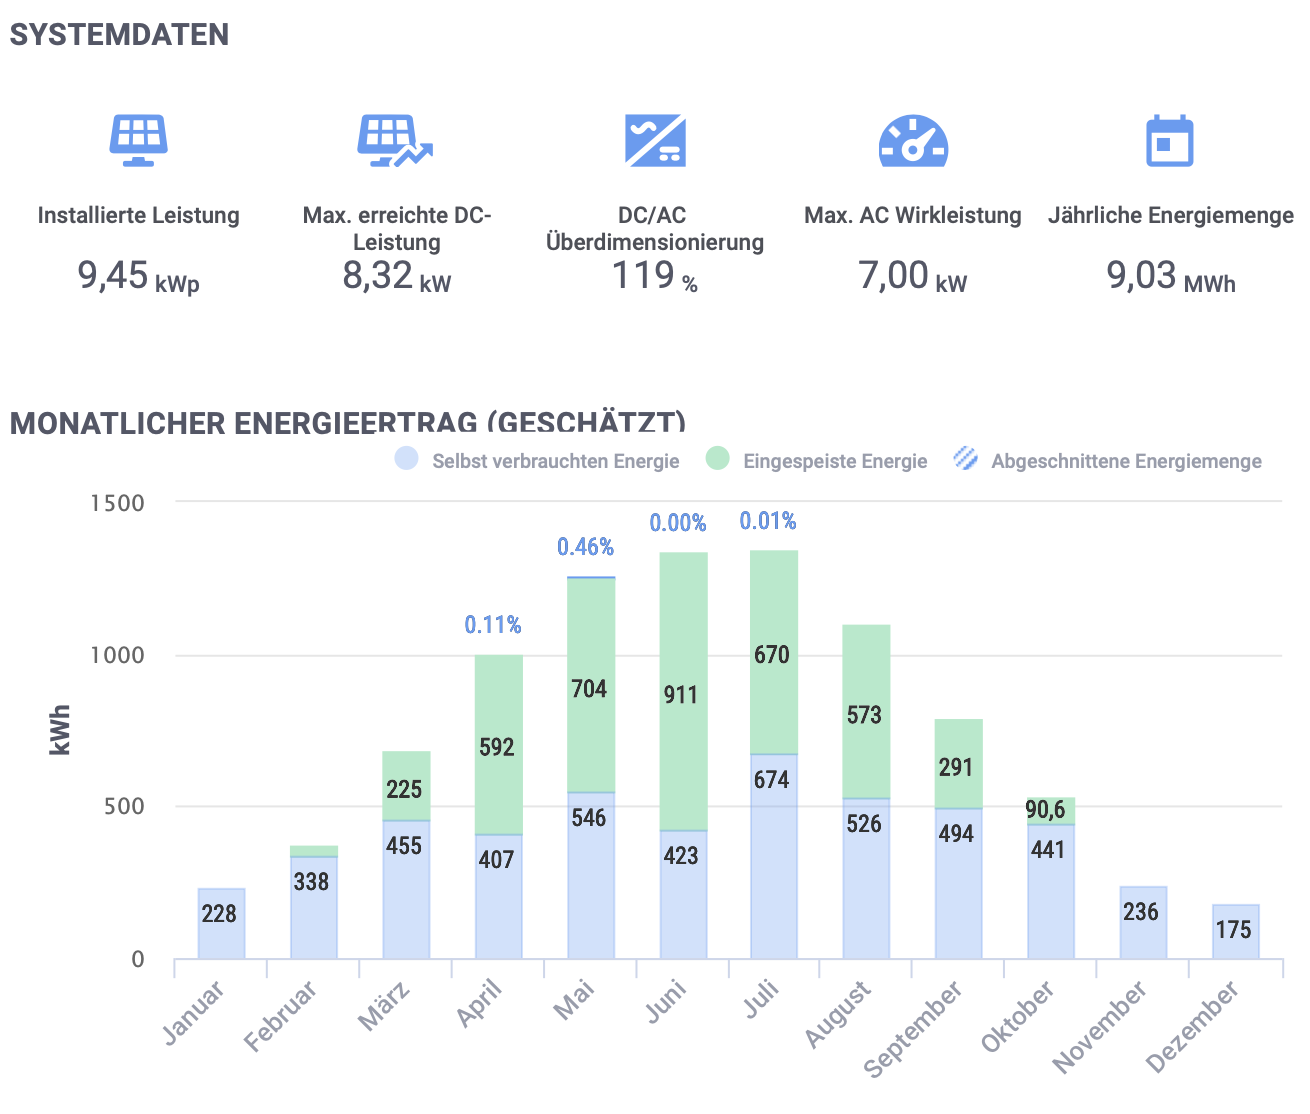 SYSTEMDATEN
Installierte Leistung
9,45 kWp
Max. erreichte DC-
Leistung
8,32 kW
DC/AC
Überdimensionierung
119 %
Max. AC Wirkleistung
7,00 kW
Jährliche Energiemenge
9,03 MWh
MONATLICHER ENERGIEERTRAG (GESCHÄTZT)
Selbst verbrauchten Energie
Eingespeiste Energie
Abgeschnittene Energiemenge
kWh
1500
1000
500
0
228
338
225
455
0.11%
592
407
0.46%
704
546
0.00%
911
423
0.01%
670
674
573
526
291
494
90,6
441
236
175
Januar
Februar
März
April
Mai
Juni
Juli
August
September
Oktober
November
Dezember